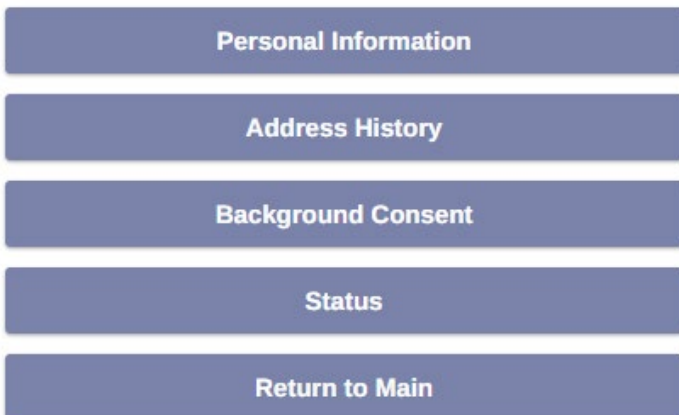 Personal Information
Address History
Background Consent
Status
Return to Main